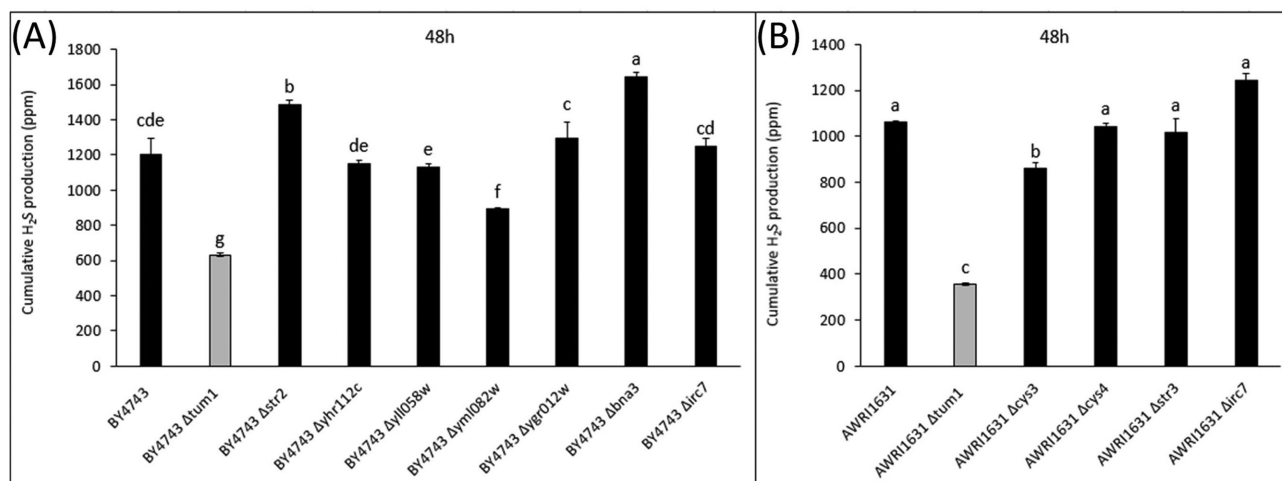 (A)
48h
Cumulative H₂S production (ppm)
1800
1600
1400
1200
1000
800
600
400
200
0
cde
g
b
de
e
f
c
a
cd
BY4743
BY4743 Δtum1
BY4743 Δstr2
BY4743 Δyhr112c
BY4743 Δyll058w
BY4743 Δyml082w
BY4743 Δygr012w
BY4743 Δbna3
BY4743 Δirc7
(B)
48h
Cumulative H₂S production (ppm)
1400
1200
1000
800
600
400
200
0
a
c
b
a
a
a
AWRI1631
AWRI1631 Δtum1
AWRI1631 Δcys3
AWRI1631 Δcys4
AWRI1631 Δstr3
AWRI1631 Δirc7